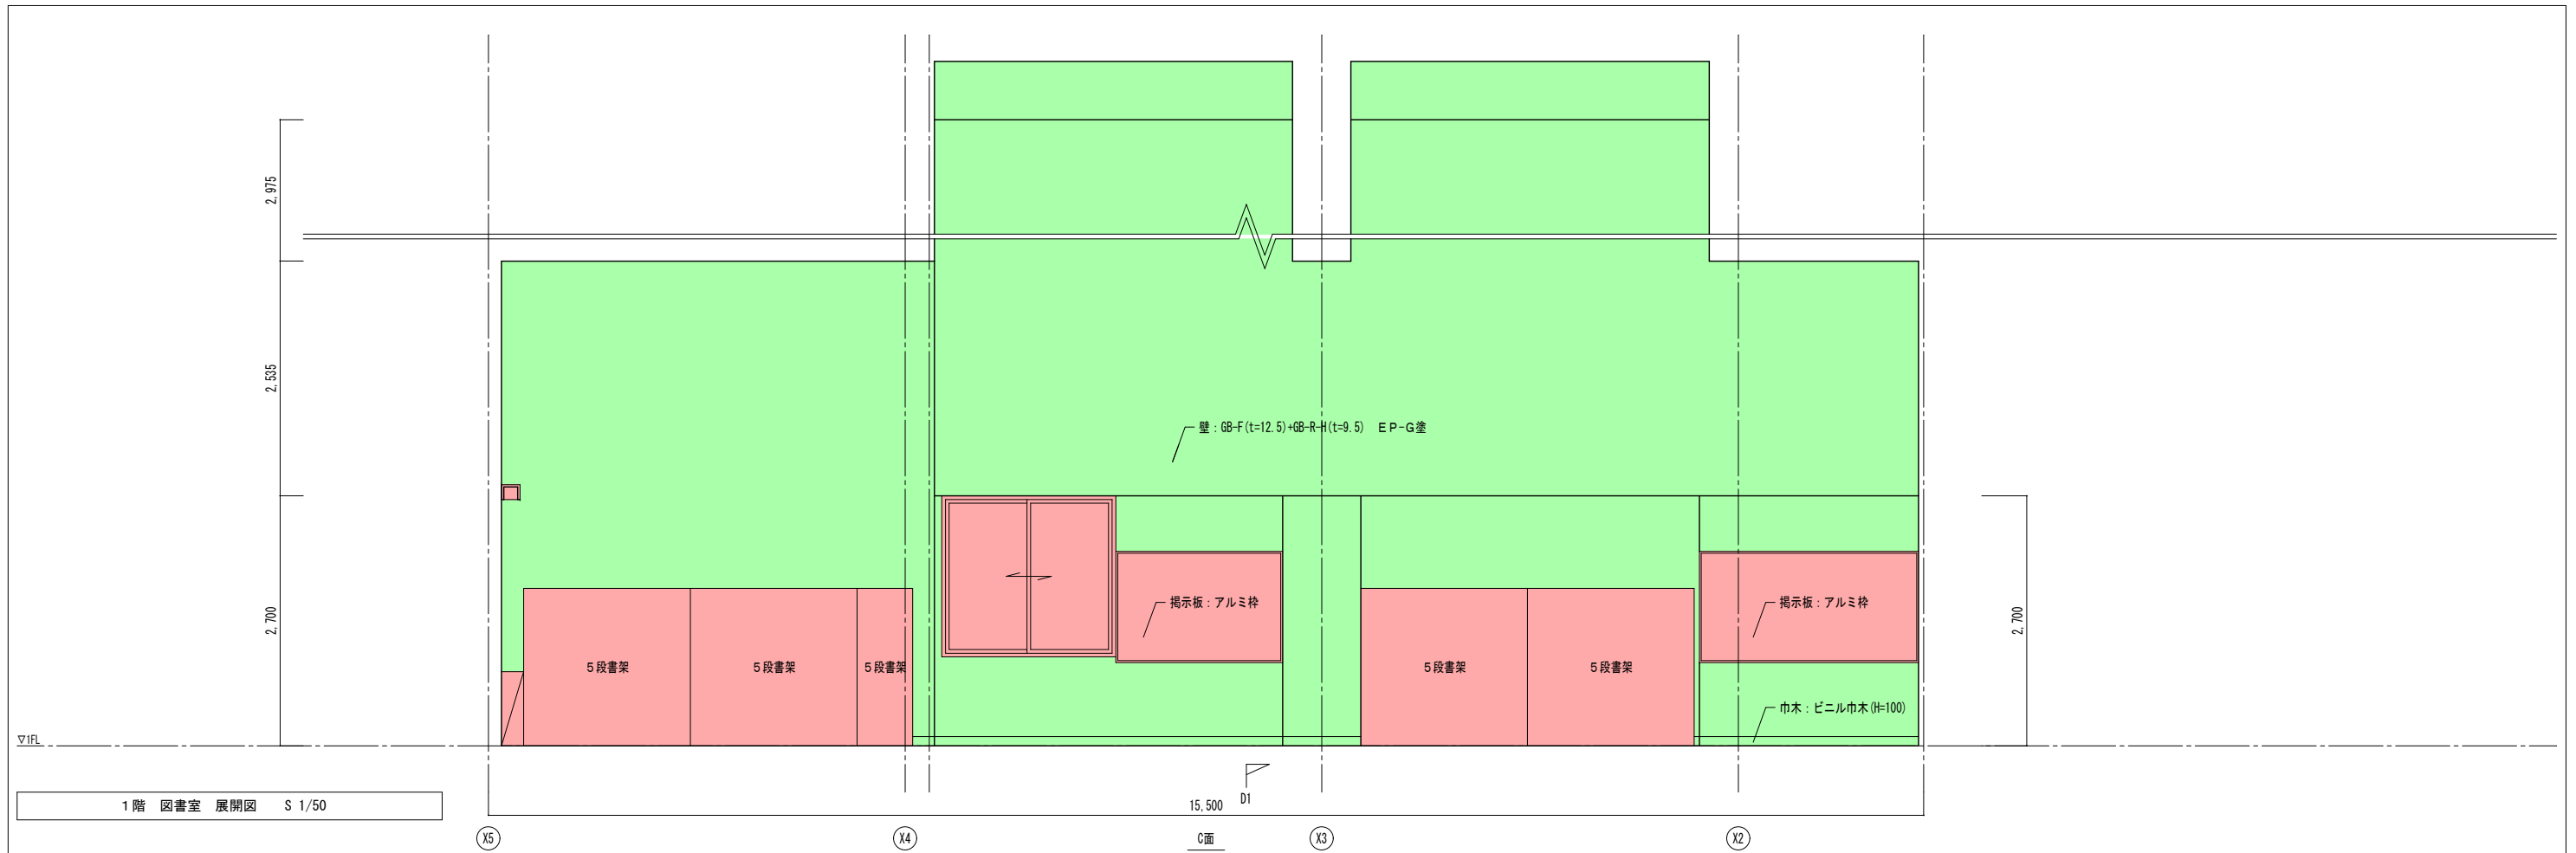 2,975
2,535
壁：GB-F(t=12.5)+GB-R-H(t=9.5)　ＥＰ-Ｇ塗
2,700
掲示板：アルミ枠
掲示板：アルミ枠
2,700
５段書架
５段書架
５段書架
５段書架
５段書架
巾木：ビニル巾木(H=100)
▽1FL
１階　図書室　展開図　　Ｓ 1/50
15,500
D1
X5
X4
C面
X3
X2